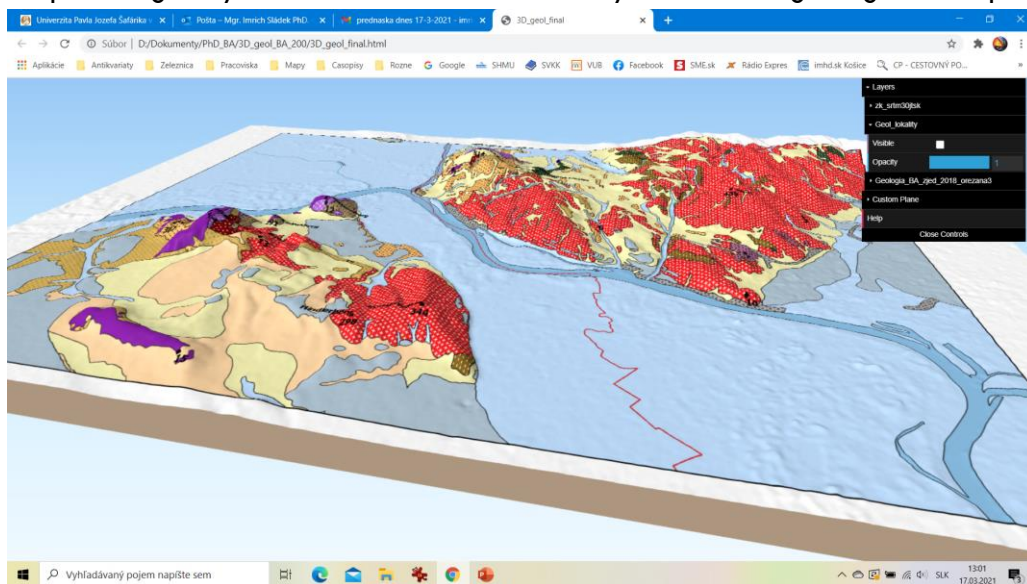 Univerzita Pavla Jozefa Šafárika v
Pošta – Mgr. Imrich Sládek PhD.
prednaska dnes 17-3-2021 - imr
3D_geol_final
Súbor | D:/Dokumenty/PhD_BA/3D_geol_BA_200/3D_geol_final.html
Aplikácie Antikvariaty Zeleznica Pracoviska Mapy Casopisy Rozne Google SHMU SVKK VUB Facebook SME.sk Rádio Expres imhd.sk Košice CP - CESTOVNÝ PO...
Layers
zk_srtm30jtsk
Geol_lokality
Visible
Opacity 1
Geologia_BA_zjed_2018_orezana3
Custom Plane
Help
Close Controls
Vyhľadávaný pojem napíšte sem
SLK
13:01
17.03.2021